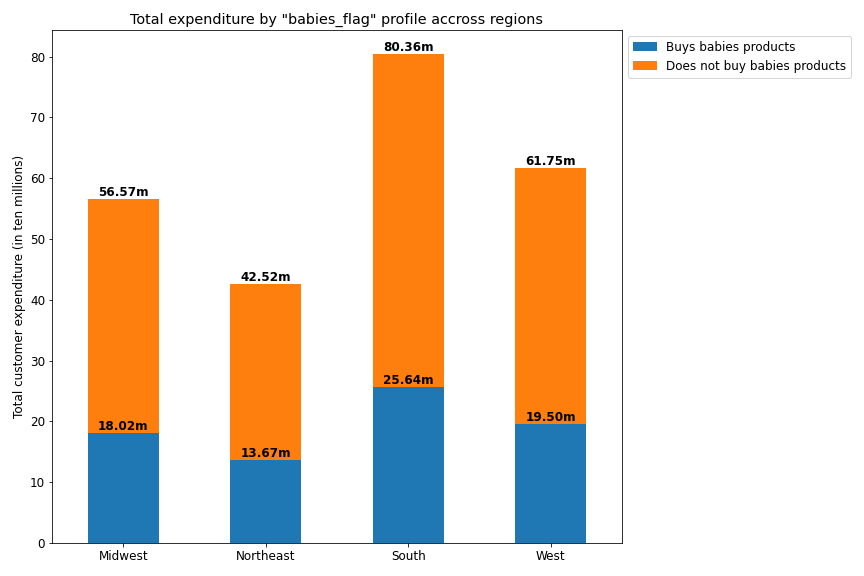 Total expenditure by "babies_flag" profile accross regions
Buys babies products
Does not buy babies products
Total customer expenditure (in ten millions)
80
70
60
50
40
30
20
10
0
56.57m
18.02m
42.52m
13.67m
80.36m
25.64m
61.75m
19.50m
Midwest
Northeast
South
West